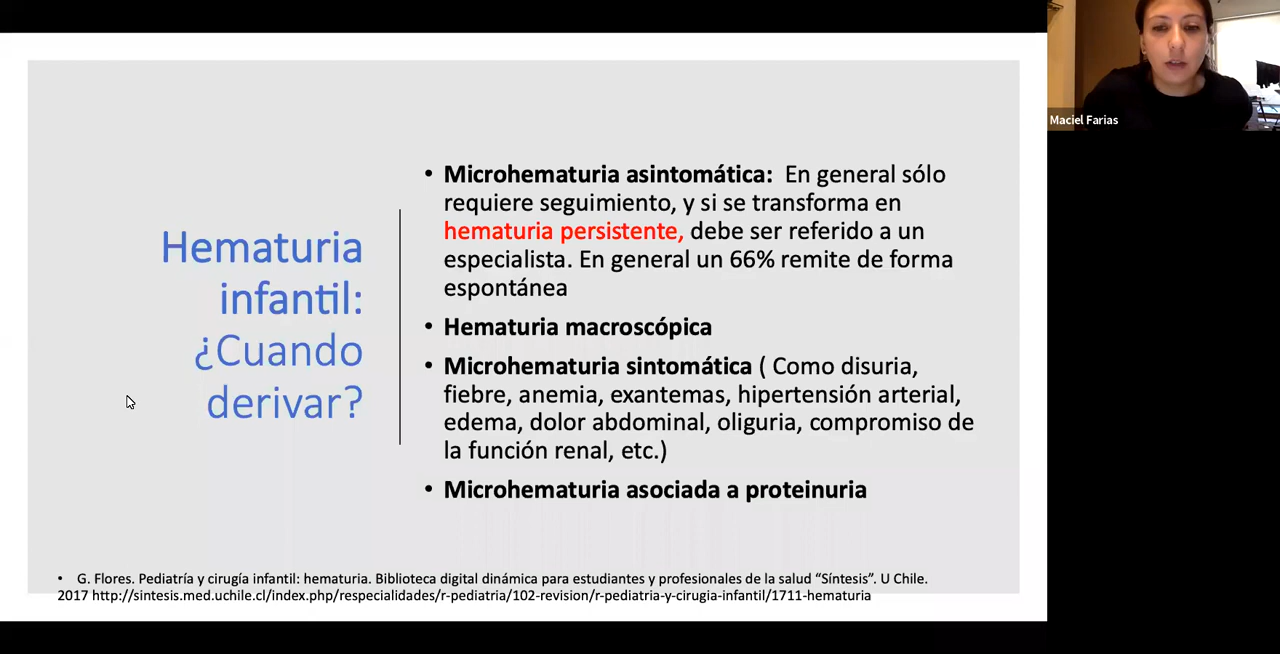 Hematuria
infantil:
¿Cuando
derivar?
• Microhematuria asintomática: En general sólo
requiere seguimiento, y si se transforma en
hematuria persistente, debe ser referido a un
especialista. En general un 66% remite de forma
espontánea
• Hematuria macroscópica
• Microhematuria sintomática ( Como disuria,
fiebre, anemia, exantemas, hipertensión arterial,
edema, dolor abdominal, oliguria, compromiso de
la función renal, etc.)
• Microhematuria asociada a proteinuria
• G. Flores. Pediatría y cirugía infantil: hematuria. Biblioteca digital dinámica para estudiantes y profesionales de la salud “Síntesis”. U Chile.
2017 http://sintesis.med.uchile.cl/index.php/respecialidades/r-pediatria/102-revision/r-pediatria-y-cirugia-infantil/1711-hematuria
Maciel Farias